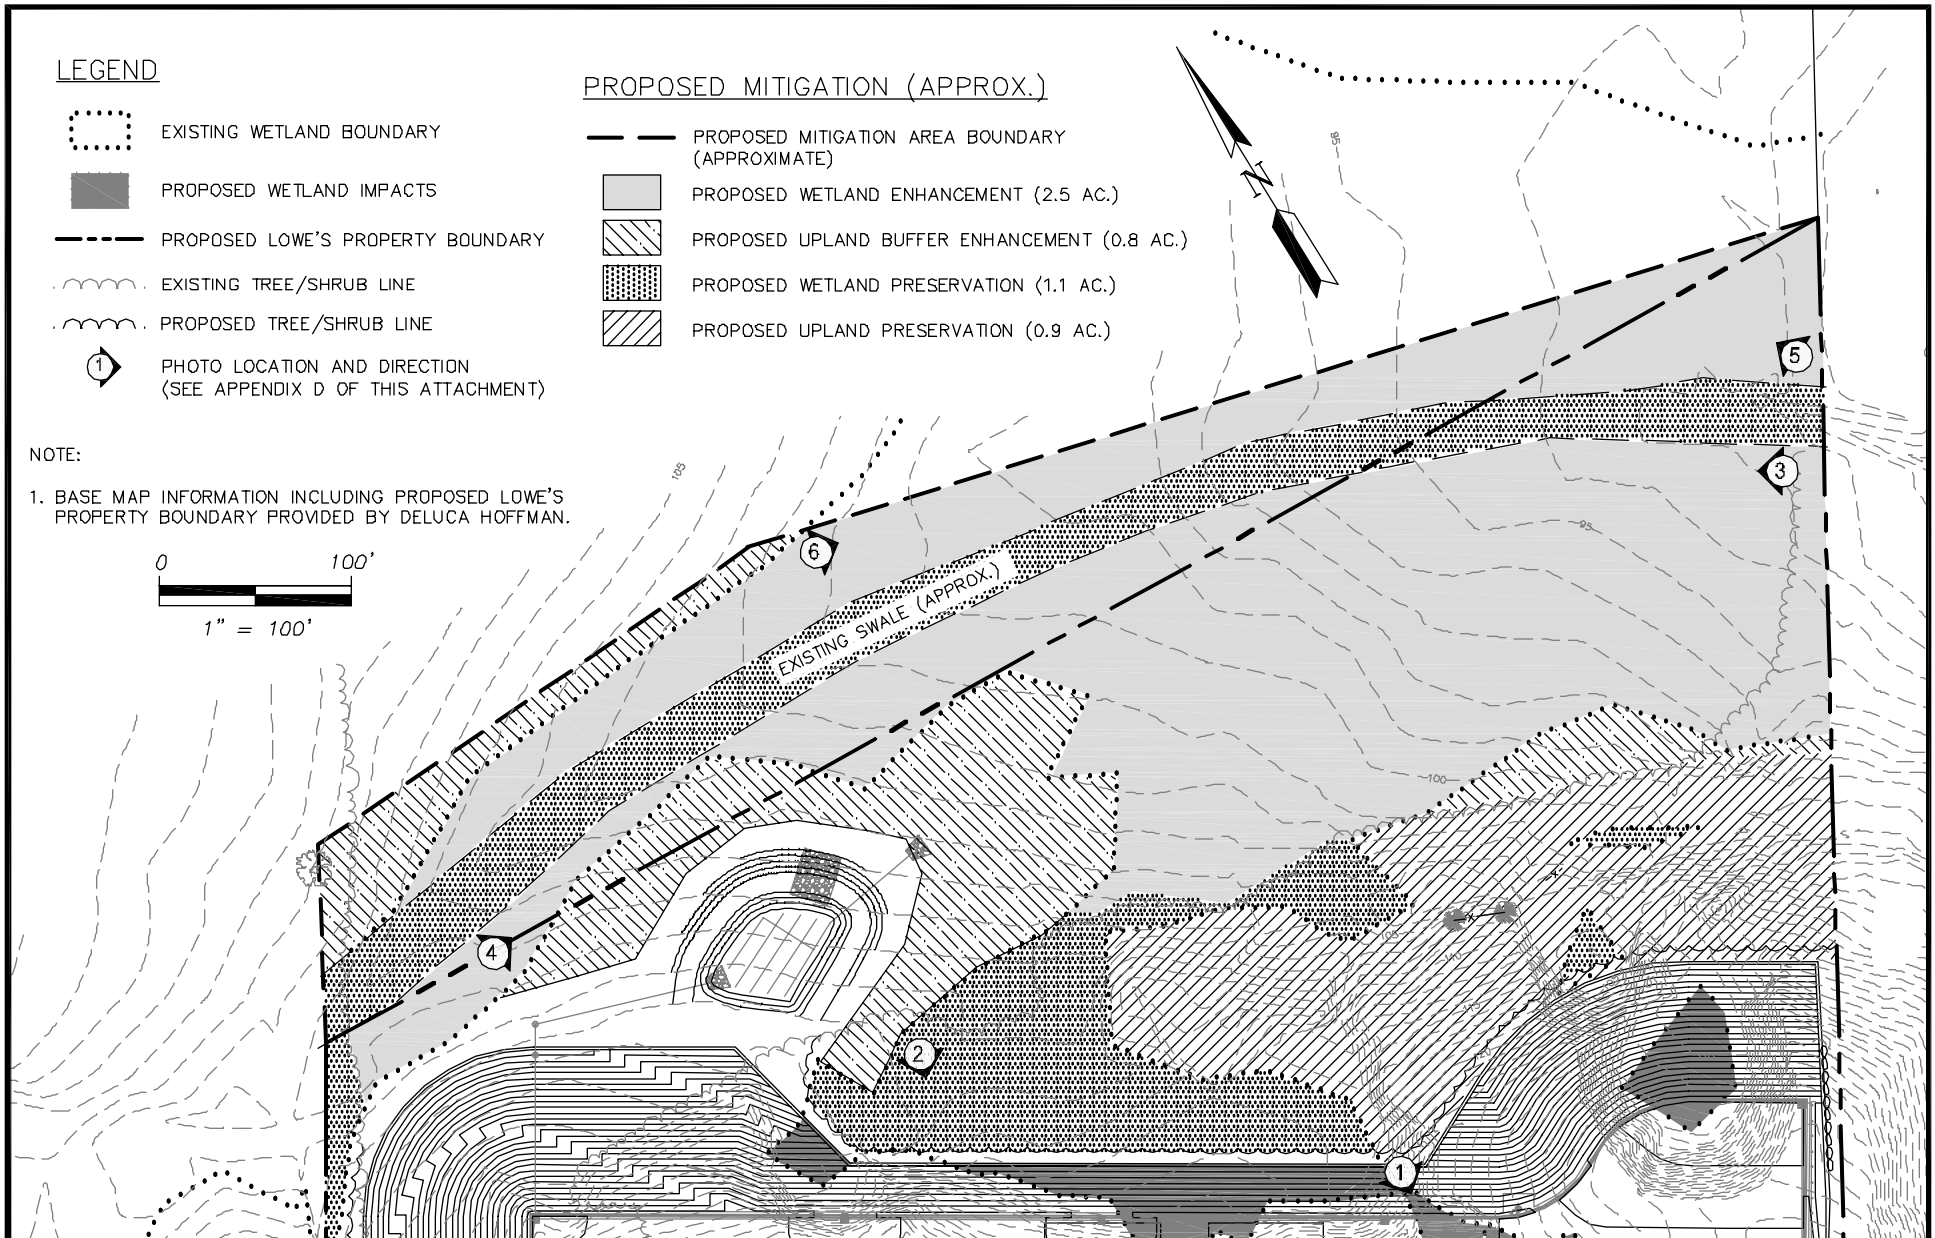 LEGEND
EXISTING WETLAND BOUNDARY
PROPOSED WETLAND IMPACTS
PROPOSED LOWE'S PROPERTY BOUNDARY
EXISTING TREE/SHRUB LINE
PROPOSED TREE/SHRUB LINE
1
PHOTO LOCATION AND DIRECTION
(SEE APPENDIX D OF THIS ATTACHMENT)
PROPOSED MITIGATION (APPROX.)
PROPOSED MITIGATION AREA BOUNDARY
(APPROXIMATE)
PROPOSED WETLAND ENHANCEMENT (2.5 AC.)
PROPOSED UPLAND BUFFER ENHANCEMENT (0.8 AC.)
PROPOSED WETLAND PRESERVATION (1.1 AC.)
PROPOSED UPLAND PRESERVATION (0.9 AC.)
NOTE:
1. BASE MAP INFORMATION INCLUDING PROPOSED LOWE'S
PROPERTY BOUNDARY PROVIDED BY DELUCA HOFFMAN.
0 100'
1" = 100'
N
85
105
5
3
95
6
EXISTING SWALE (APPROX.)
100
4
105
110
2
1